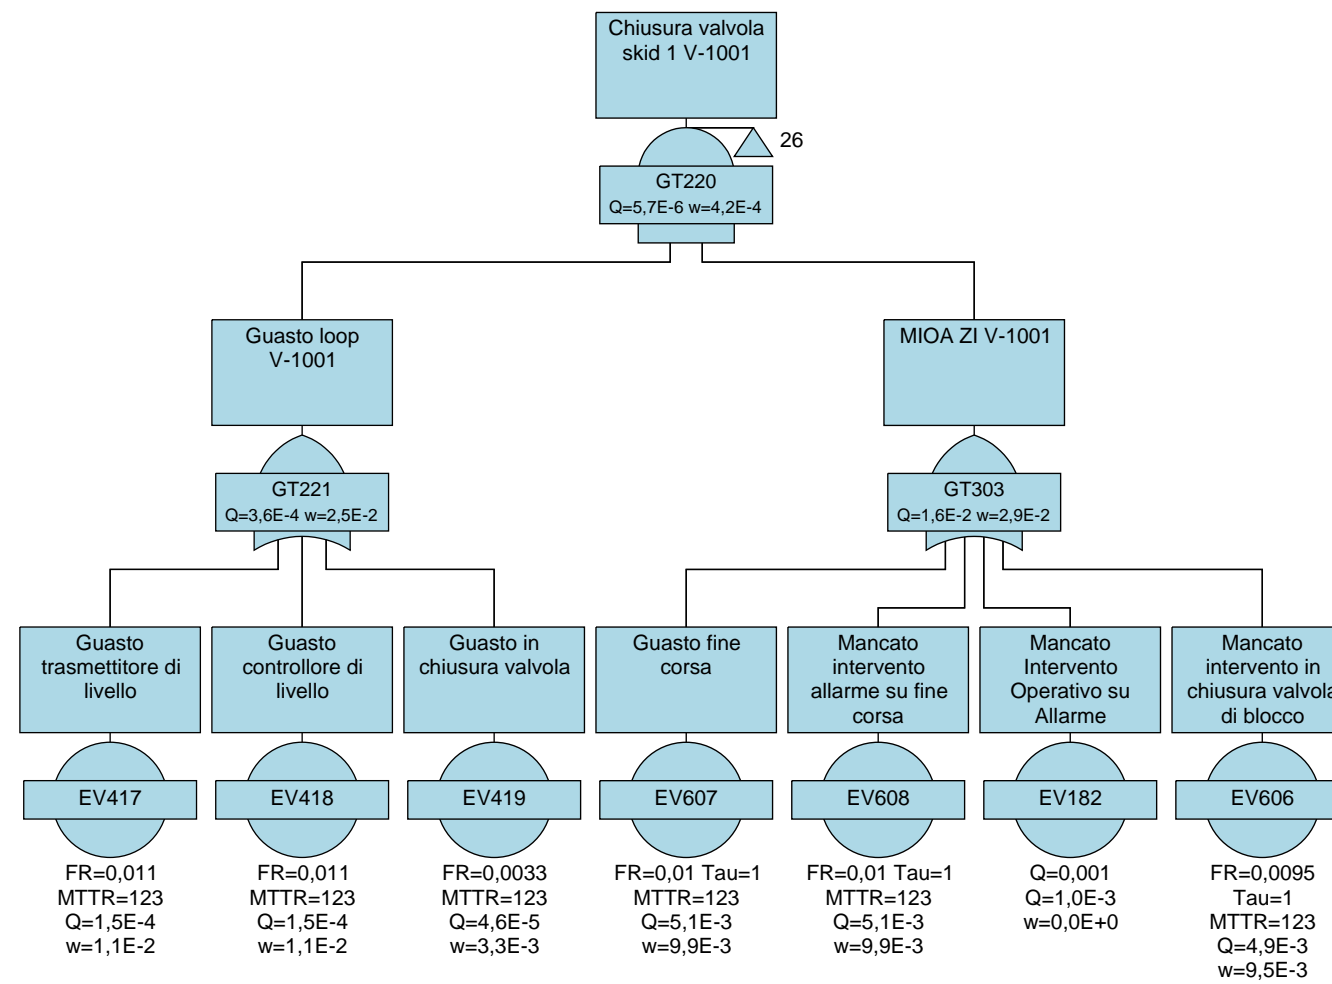 Chiusura valvola
skid 1 V-1001
26
GT220
Q=5,7E-6 w=4,2E-4
Guasto loop
V-1001
MIOA ZI V-1001
GT221
Q=3,6E-4 w=2,5E-2
GT303
Q=1,6E-2 w=2,9E-2
Guasto
trasmettitore di
livello
Guasto
controllore di
livello
Guasto in
chiusura valvola
Guasto fine
corsa
Mancato
intervento
allarme su fine
corsa
Mancato
Intervento
Operativo su
Allarme
Mancato
intervento in
chiusura valvola
di blocco
EV417
EV418
EV419
EV607
EV608
EV182
EV606
FR=0,011
MTTR=123
Q=1,5E-4
w=1,1E-2
FR=0,011
MTTR=123
Q=1,5E-4
w=1,1E-2
FR=0,0033
MTTR=123
Q=4,6E-5
w=3,3E-3
FR=0,01 Tau=1
MTTR=123
Q=5,1E-3
w=9,9E-3
FR=0,01 Tau=1
MTTR=123
Q=5,1E-3
w=9,9E-3
Q=0,001
Q=1,0E-3
w=0,0E+0
FR=0,0095
Tau=1
MTTR=123
Q=4,9E-3
w=9,5E-3